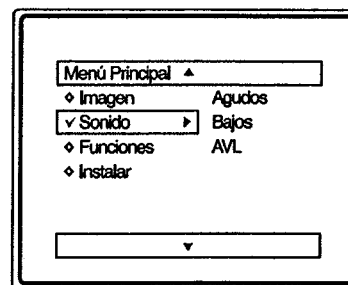 Menú Principal ▲
◇ Imagen Agudos
✓ Sonido ▶ Bajos
◇ Funciones AVL
◇ Instalar
▼